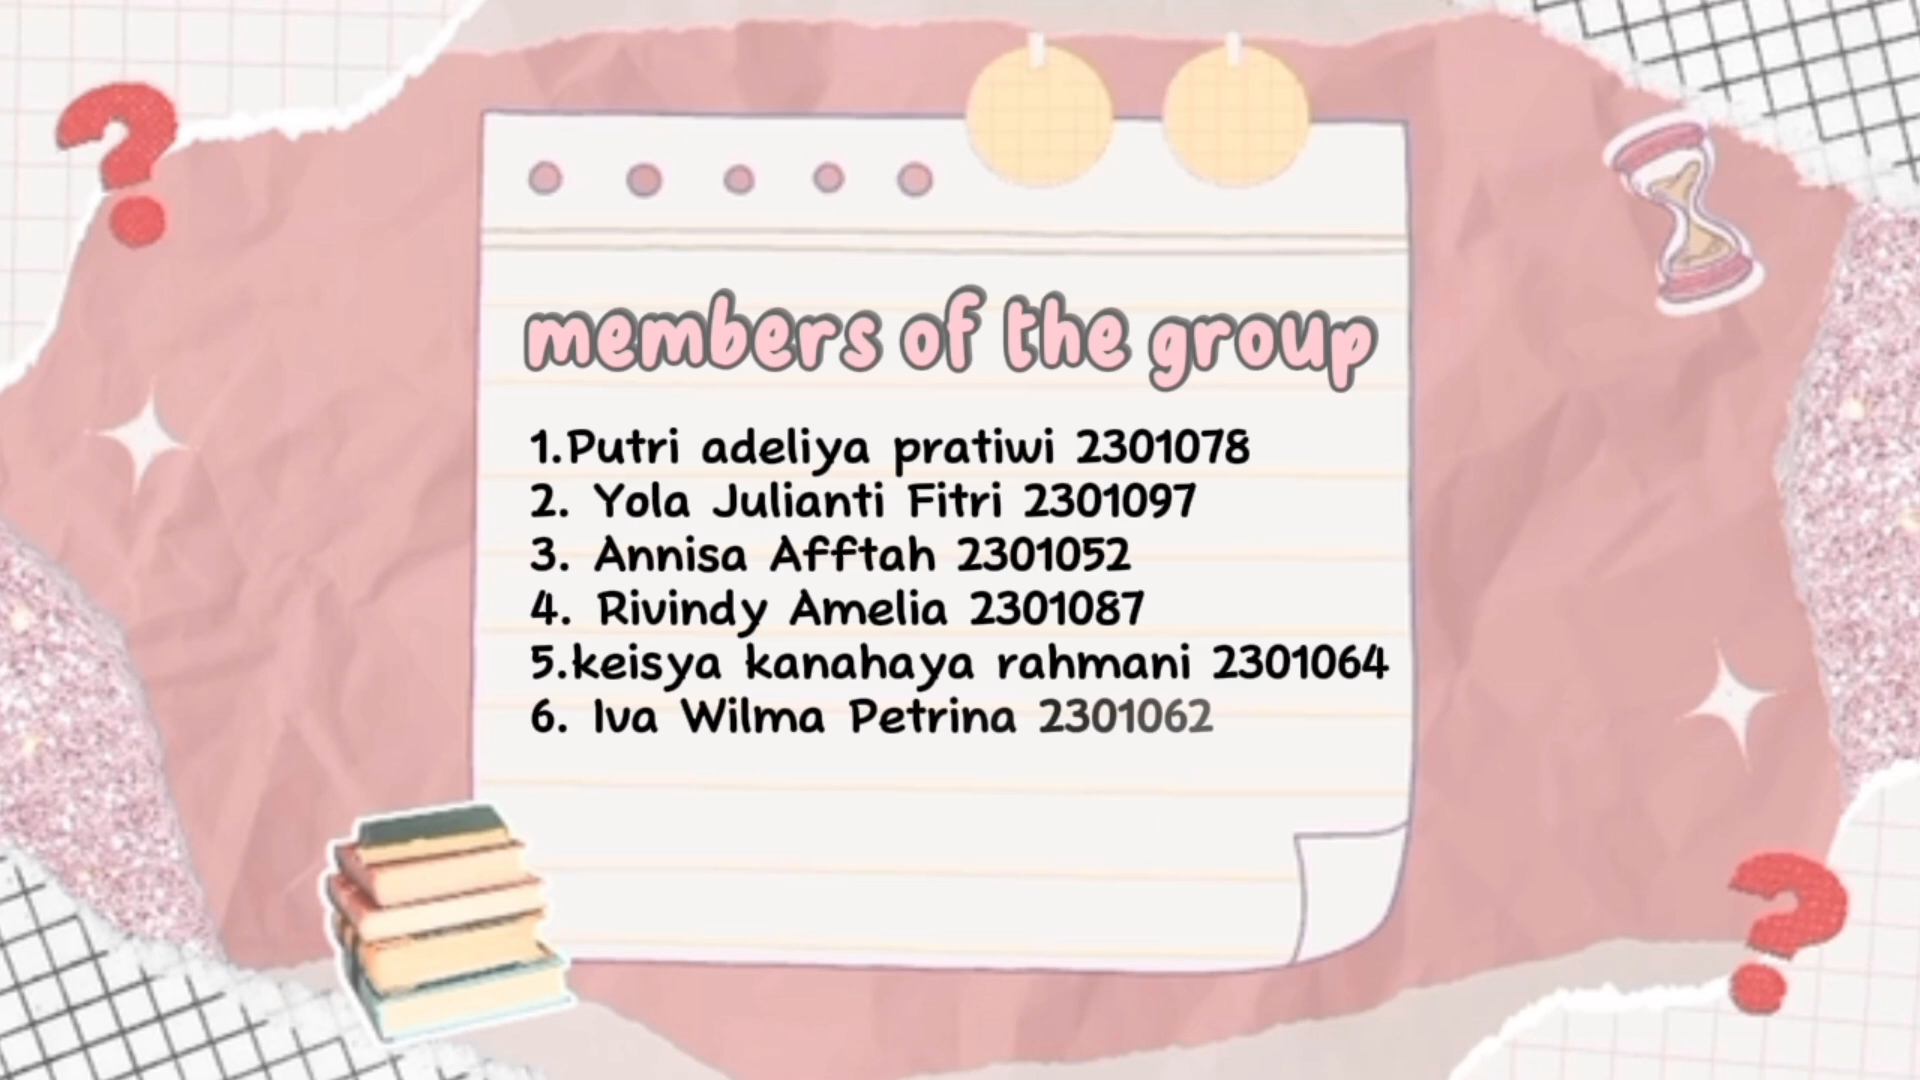 members of the group
1.Putri adeliya pratiwi 2301078
2. Yola Julianti Fitri 2301097
3. Annisa Afftah 2301052
4. Rivindy Amelia 2301087
5.keisya kanahaya rahmani 2301064
6. Iva Wilma Petrina 2301062